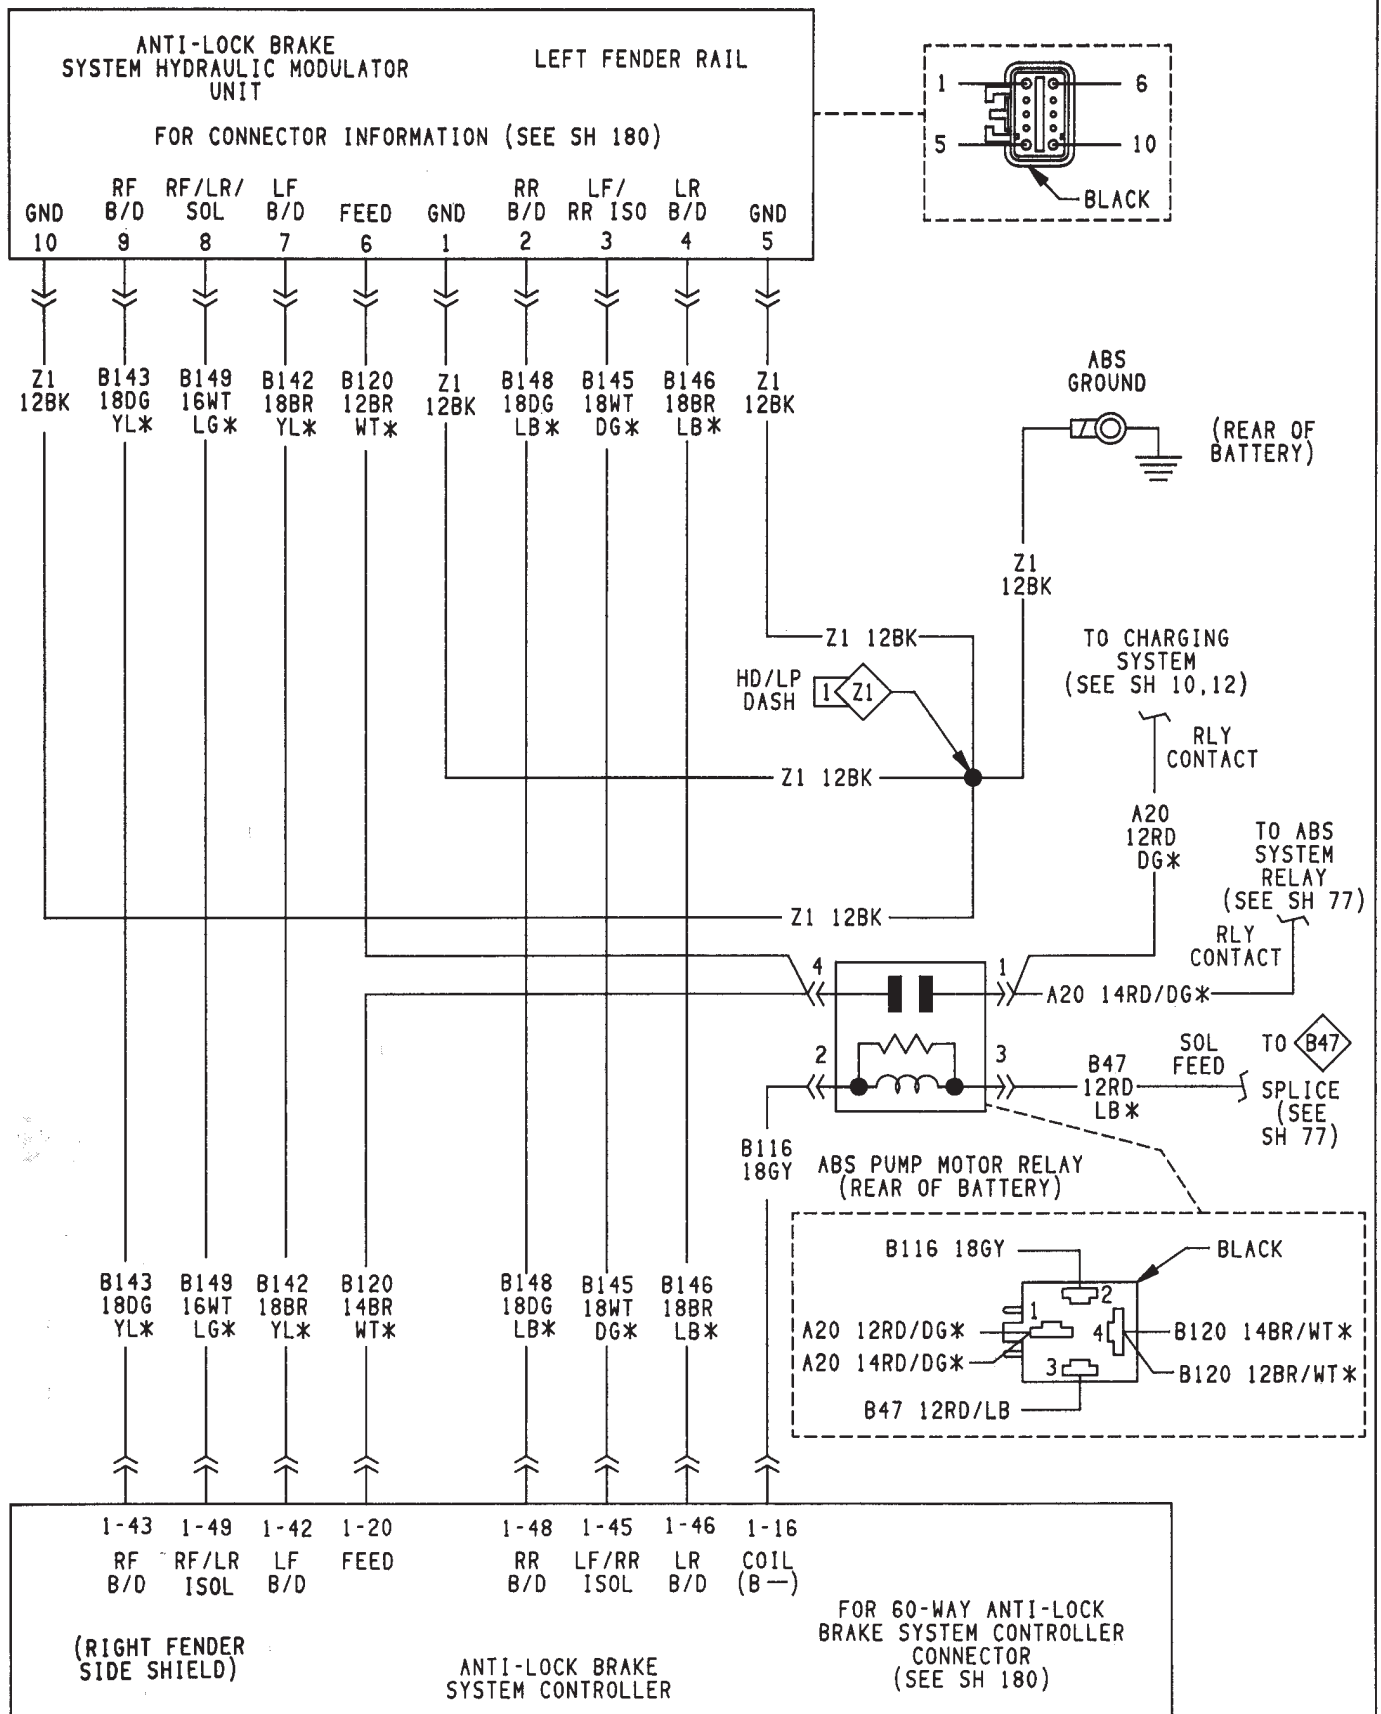 ANTI-LOCK BRAKE
SYSTEM HYDRAULIC MODULATOR
UNIT
LEFT FENDER RAIL
FOR CONNECTOR INFORMATION (SEE SH 180)
GND
10
RF
B/D
9
RF/LR/
SOL
8
LF
B/D
7
FEED
6
GND
1
RR
B/D
2
LF/
RR ISO
3
LR
B/D
4
GND
5
1
6
5
10
BLACK
Z1
12BK
B143
18DG
YL*
B149
16WT
LG*
B142
18BR
YL*
B120
12BR
WT*
Z1
12BK
B148
18DG
LB*
B145
18WT
DG*
B146
18BR
LB*
Z1
12BK
ABS
GROUND
(REAR OF
BATTERY)
Z1
12BK
Z1 12BK
HD/LP
DASH
1
Z1
Z1 12BK
Z1 12BK
TO CHARGING
SYSTEM
(SEE SH 10,12)
RLY
CONTACT
A20
12RD
DG*
TO ABS
SYSTEM
RELAY
(SEE SH 77)
RLY
CONTACT
4
1
A20 14RD/DG*
2
3
B47
12RD
LB*
SOL
FEED
TO B47
SPLICE
(SEE
SH 77)
B116
18GY
ABS PUMP MOTOR RELAY
(REAR OF BATTERY)
B116 18GY
BLACK
2
1
4
3
A20 12RD/DG*
A20 14RD/DG*
B120 14BR/WT*
B120 12BR/WT*
B47 12RD/LB
B143
18DG
YL*
B149
16WT
LG*
B142
18BR
YL*
B120
14BR
WT*
B148
18DG
LB*
B145
18WT
DG*
B146
18BR
LB*
1-43
RF
B/D
1-49
RF/LR
ISOL
1-42
LF
B/D
1-20
FEED
1-48
RR
B/D
1-45
LF/RR
ISOL
1-46
LR
B/D
1-16
COIL
(B—)
(RIGHT FENDER
SIDE SHIELD)
ANTI-LOCK BRAKE
SYSTEM CONTROLLER
FOR 60-WAY ANTI-LOCK
BRAKE SYSTEM CONTROLLER
CONNECTOR
(SEE SH 180)